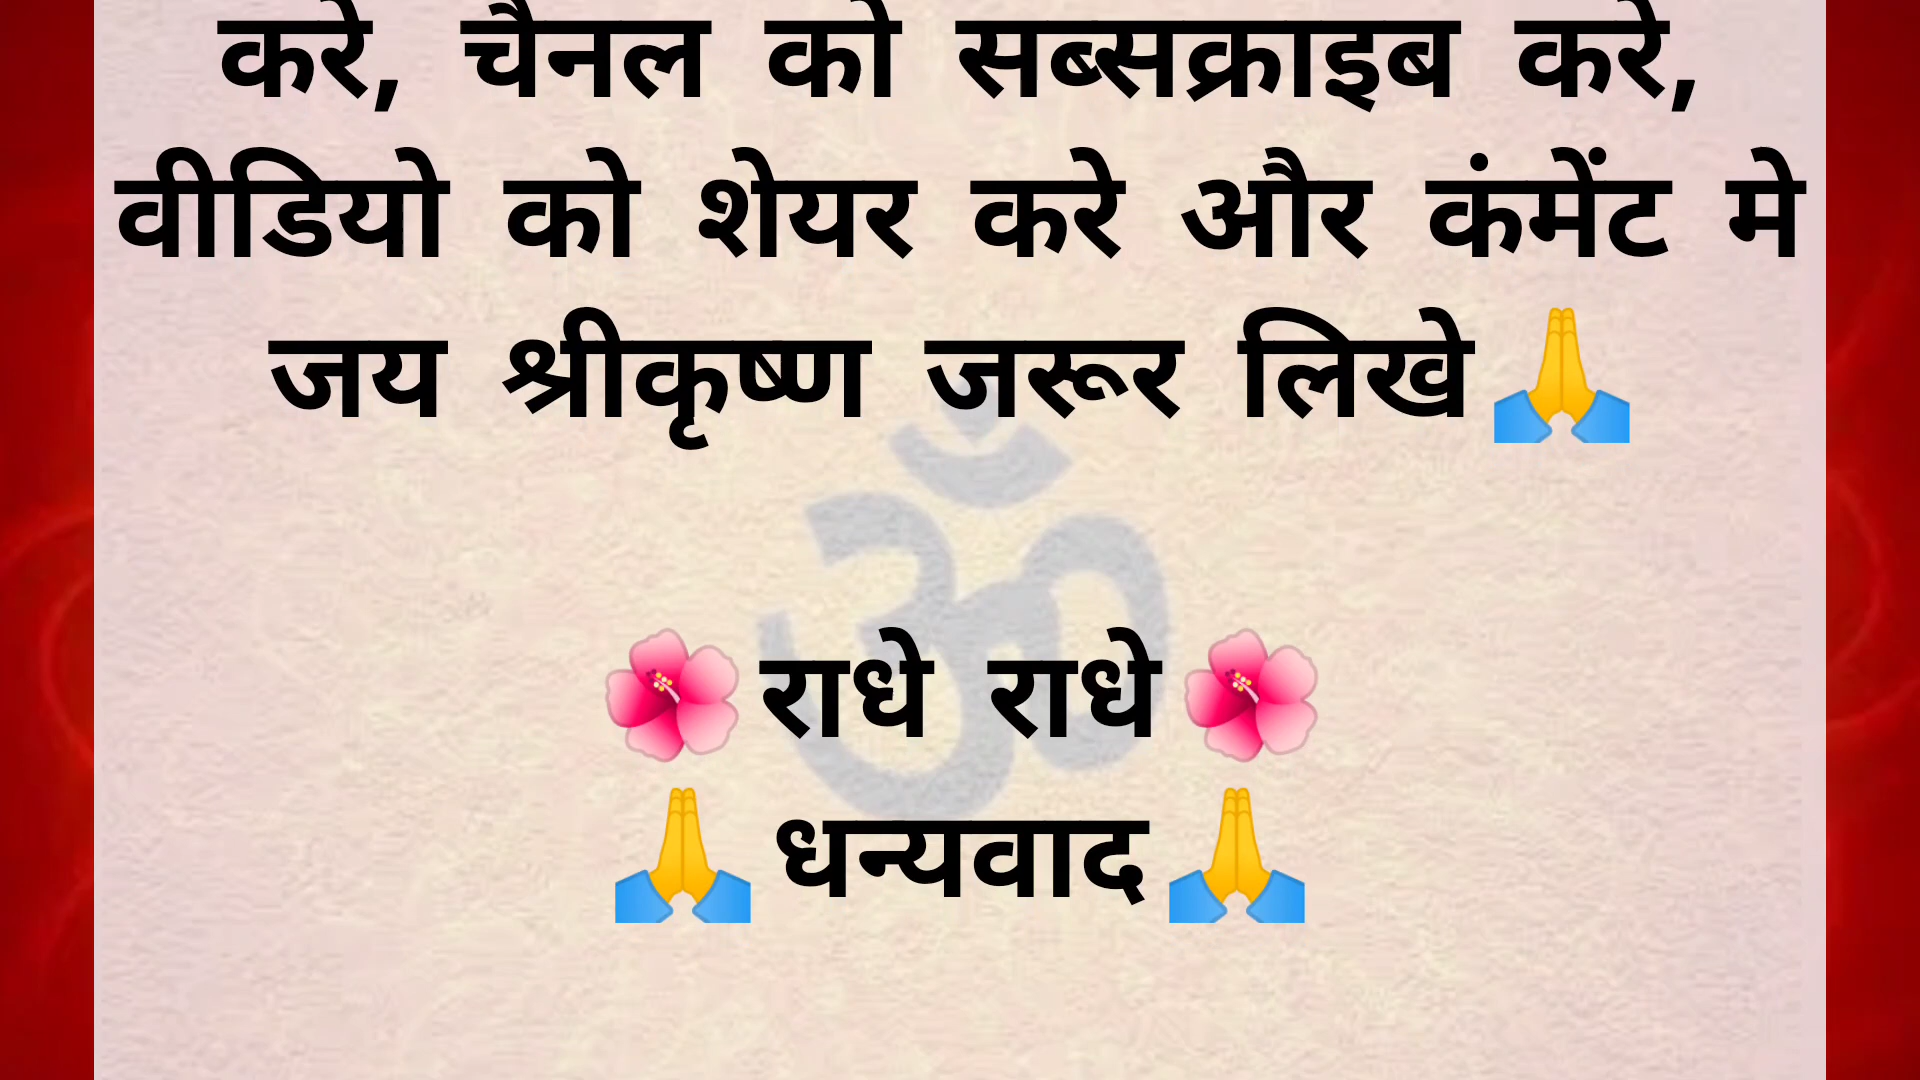 करे, चैनल को सब्सक्राइब करे,
वीडियो को शेयर करे और कंमेंट मे
जय श्रीकृष्ण जरूर लिखे🙏
ॐ
🌺राधे राधे🌺
🙏धन्यवाद🙏